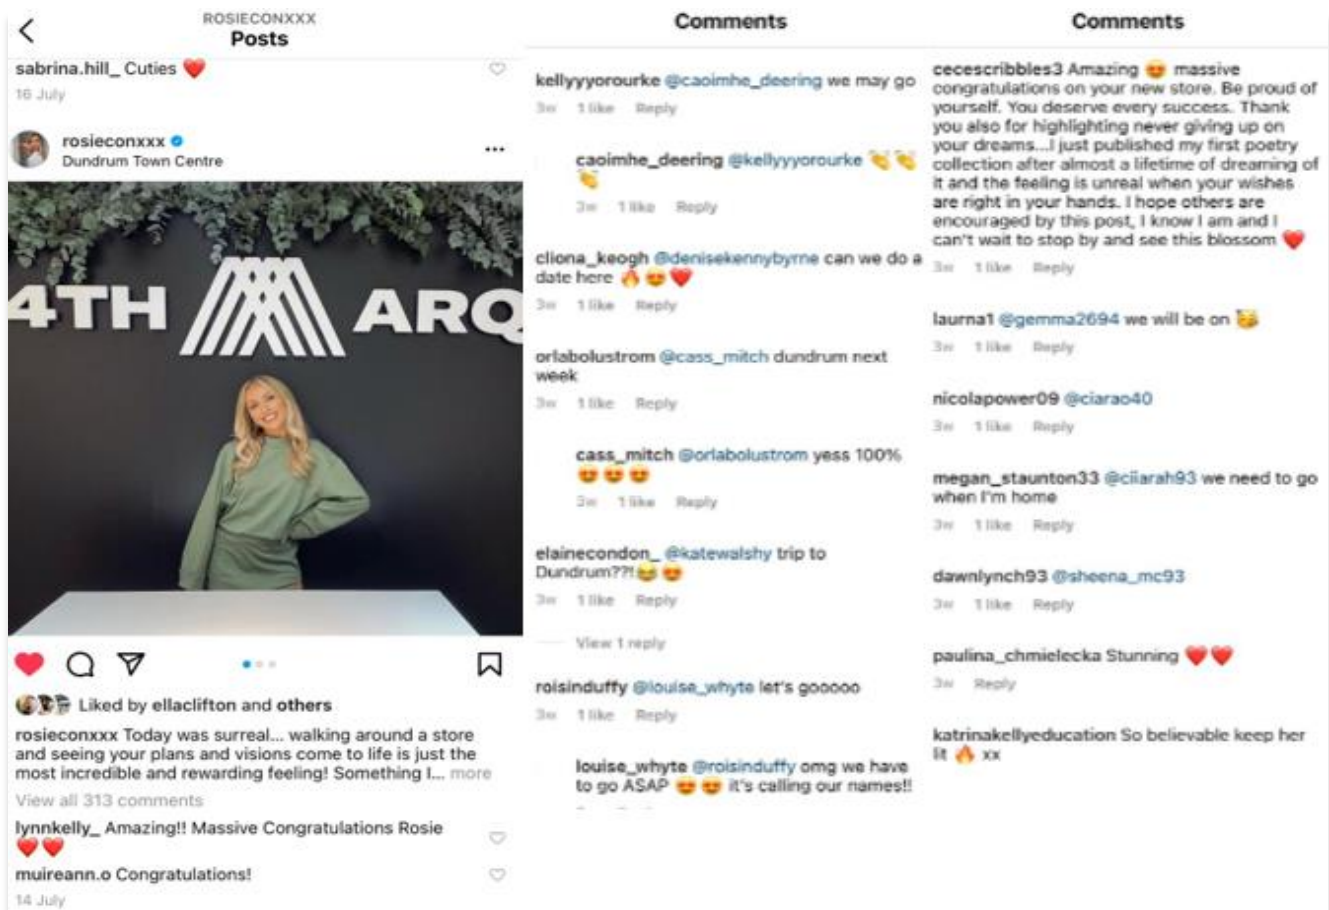 ROSIECONXXX
Posts
sabrina.hill_ Cuties ❤️
16 July
rosieconxxx
Dundrum Town Centre
4TH ARQ
Liked by ellaclifton and others
rosieconxxx Today was surreal... walking around a store
and seeing your plans and visions come to life is just the
most incredible and rewarding feeling! Something I... more
View all 313 comments
lynnkelly_ Amazing!! Massive Congratulations Rosie
❤️❤️
muireann.o Congratulations!
14 July
Comments
kellyyyorourke @caoimhe_deering we may go
3w 1 like Reply
caoimhe_deering @kellyyyorourke 👏👏
👏
3w 1 like Reply
cliona_keogh @denisekennybyrne can we do a
date here 🔥😍❤️
3w 1 like Reply
orlabolustrom @cass_mitch dundrum next
week
3w 1 like Reply
cass_mitch @orlabolustrom yess 100%
😍😍😍
3w 1 like Reply
elainecondon_ @katewalshy trip to
Dundrum??!😂😍
3w 1 like Reply
View 1 reply
roisinduffy @louise_whyte let's gooooo
3w 1 like Reply
louise_whyte @roisinduffy omg we have
to go ASAP 😍😍 it's calling our names!!
Comments
cecescribbles3 Amazing 😍 massive
congratulations on your new store. Be proud of
yourself. You deserve every success. Thank
you also for highlighting never giving up on
your dreams...I just published my first poetry
collection after almost a lifetime of dreaming of
it and the feeling is unreal when your wishes
are right in your hands. I hope others are
encouraged by this post, I know I am and I
can't wait to stop by and see this blossom ❤️
3w 1 like Reply
laurna1 @gemma2694 we will be on 🥳
3w 1 like Reply
nicolapower09 @ciarao40
3w 1 like Reply
megan_staunton33 @ciiarah93 we need to go
when I'm home
3w 1 like Reply
dawnlynch93 @sheena_mc93
3w 1 like Reply
paulina_chmielecka Stunning ❤️❤️
3w Reply
katrinakellyeducation So believable keep her
lit 🔥 xx